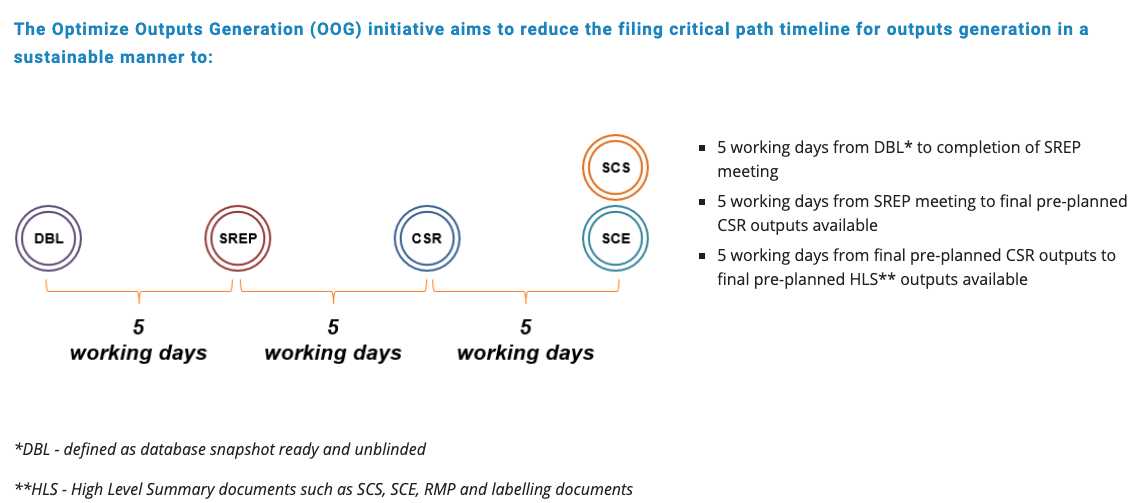 The Optimize Outputs Generation (OOG) initiative aims to reduce the filing critical path timeline for outputs generation in a
sustainable manner to:
SCS
DBL
SREP
CSR
SCE
5
working days
5
working days
5
working days
▪ 5 working days from DBL* to completion of SREP
meeting
▪ 5 working days from SREP meeting to final pre-planned
CSR outputs available
▪ 5 working days from final pre-planned CSR outputs to
final pre-planned HLS** outputs available
*DBL - defined as database snapshot ready and unblinded
**HLS - High Level Summary documents such as SCS, SCE, RMP and labelling documents